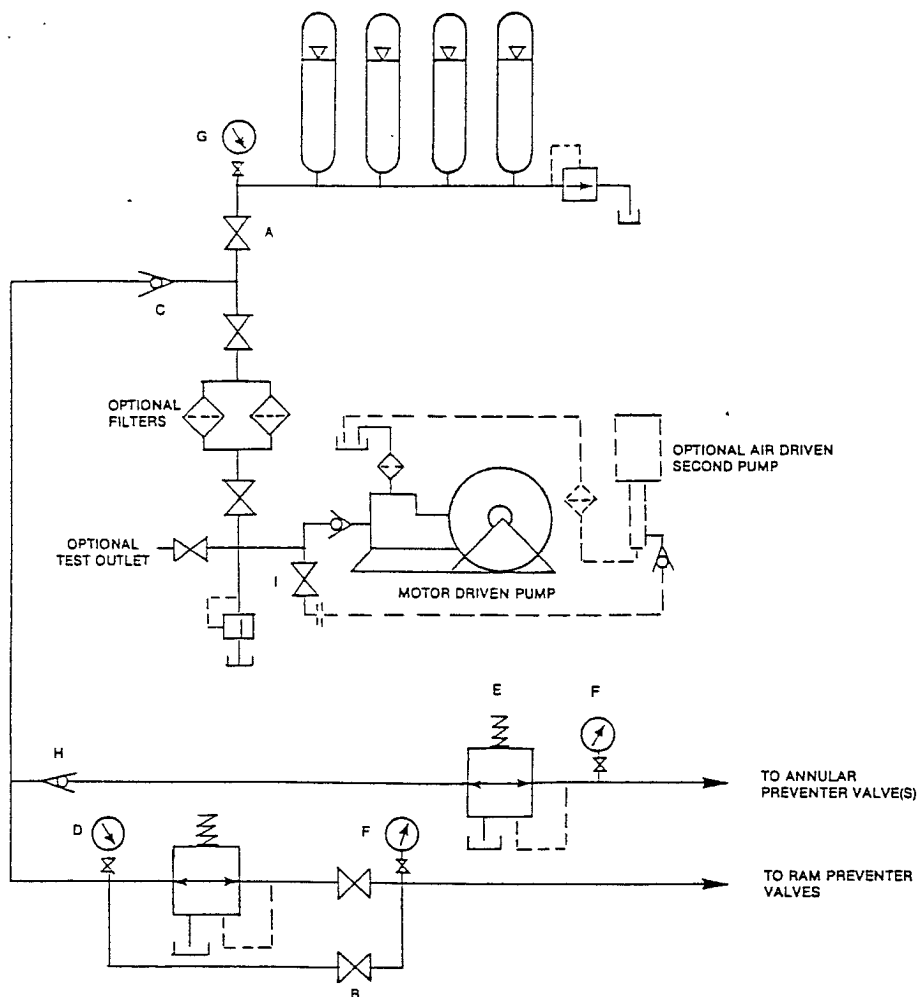 G
A
C
OPTIONAL
FILTERS
OPTIONAL AIR DRIVEN
SECOND PUMP
OPTIONAL
TEST OUTLET
I
MOTOR DRIVEN PUMP
E
F
H
TO ANNULAR
PREVENTER VALVE(S)
D
F
TO RAM PREVENTER
VALVES
B